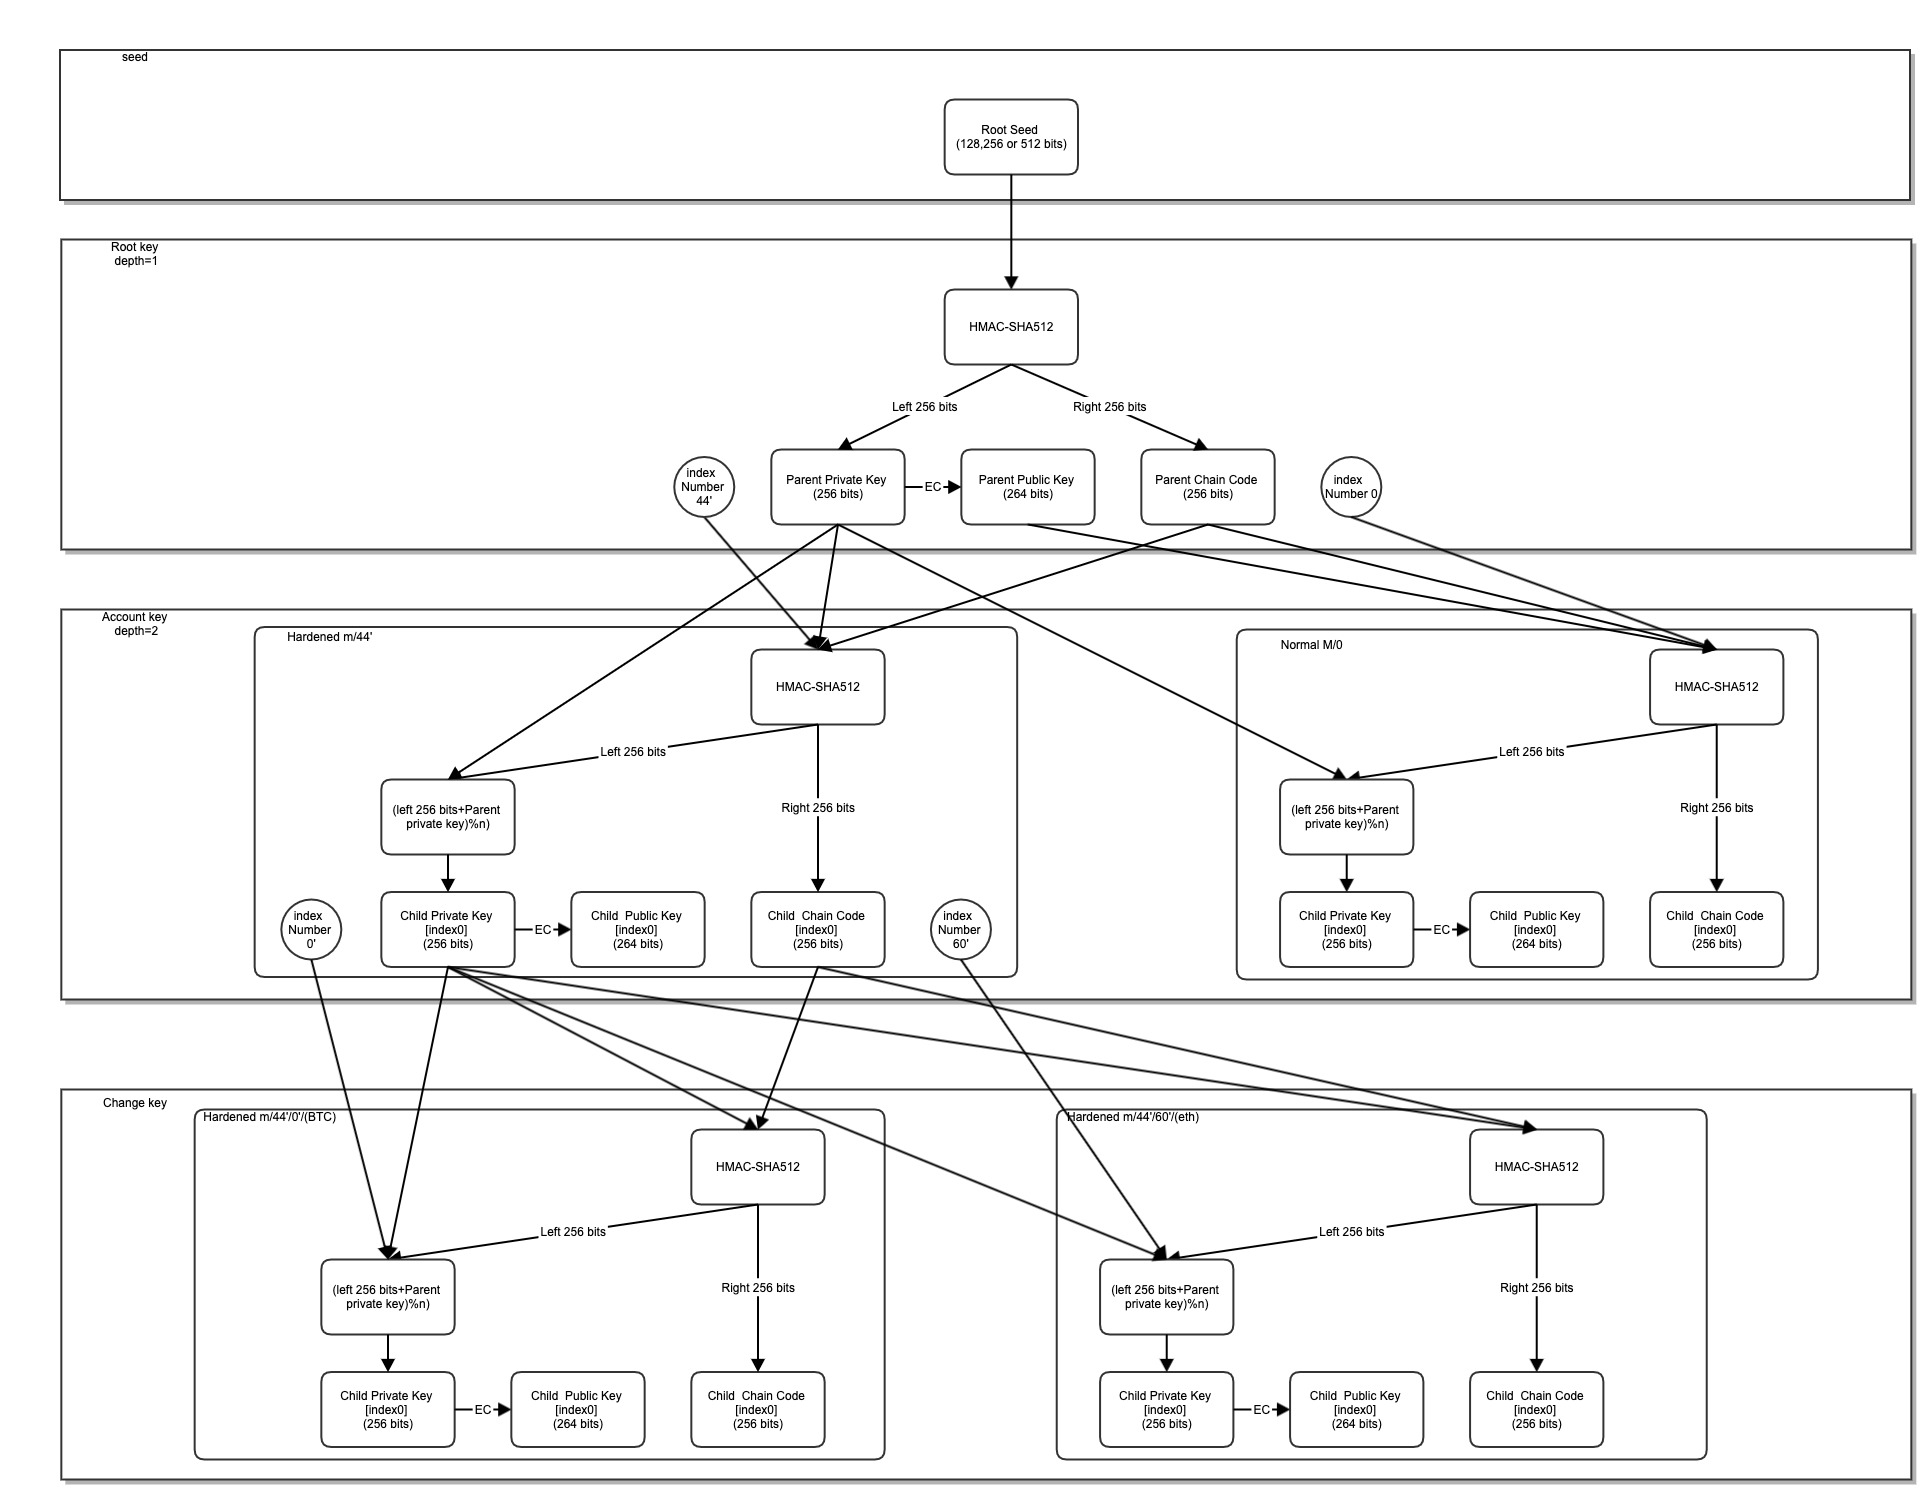 seed
Root Seed
(128,256 or 512 bits)
Root key
depth=1
HMAC-SHA512
Left 256 bits
Right 256 bits
index
Number
44'
Parent Private Key
(256 bits)
EC
Parent Public Key
(264 bits)
Parent Chain Code
(256 bits)
index
Number 0
Account key
depth=2
Hardened m/44'
HMAC-SHA512
Left 256 bits
Right 256 bits
(left 256 bits+Parent
private key)%n)
index
Number
0'
Child Private Key
[index0]
(256 bits)
EC
Child  Public Key
[index0]
(264 bits)
Child  Chain Code
[index0]
(256 bits)
index
Number
60'
Normal M/0
HMAC-SHA512
Left 256 bits
Right 256 bits
(left 256 bits+Parent
private key)%n)
Child Private Key
[index0]
(256 bits)
EC
Child  Public Key
[index0]
(264 bits)
Child  Chain Code
[index0]
(256 bits)
Change key
Hardened m/44'/0'/(BTC)
HMAC-SHA512
Left 256 bits
Right 256 bits
(left 256 bits+Parent
private key)%n)
Child Private Key
[index0]
(256 bits)
EC
Child  Public Key
[index0]
(264 bits)
Child  Chain Code
[index0]
(256 bits)
Hardened m/44'/60'/(eth)
HMAC-SHA512
Left 256 bits
Right 256 bits
(left 256 bits+Parent
private key)%n)
Child Private Key
[index0]
(256 bits)
EC
Child  Public Key
[index0]
(264 bits)
Child  Chain Code
[index0]
(256 bits)